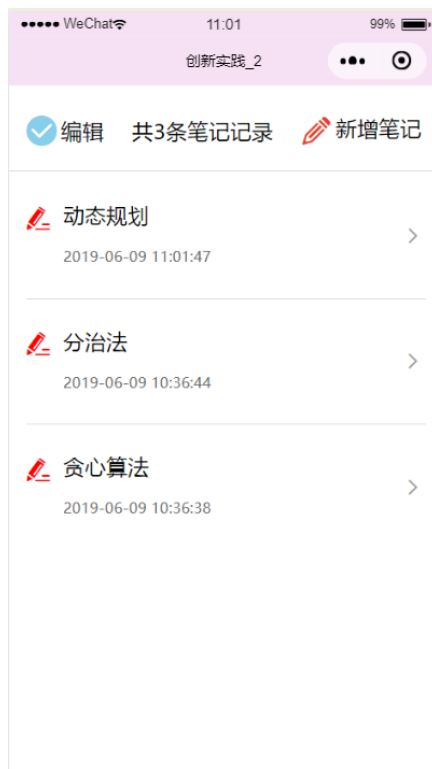 WeChat 11:01 99%
创新实践_2
编辑 共3条笔记记录 新增笔记
动态规划
2019-06-09 11:01:47
分治法
2019-06-09 10:36:44
贪心算法
2019-06-09 10:36:38